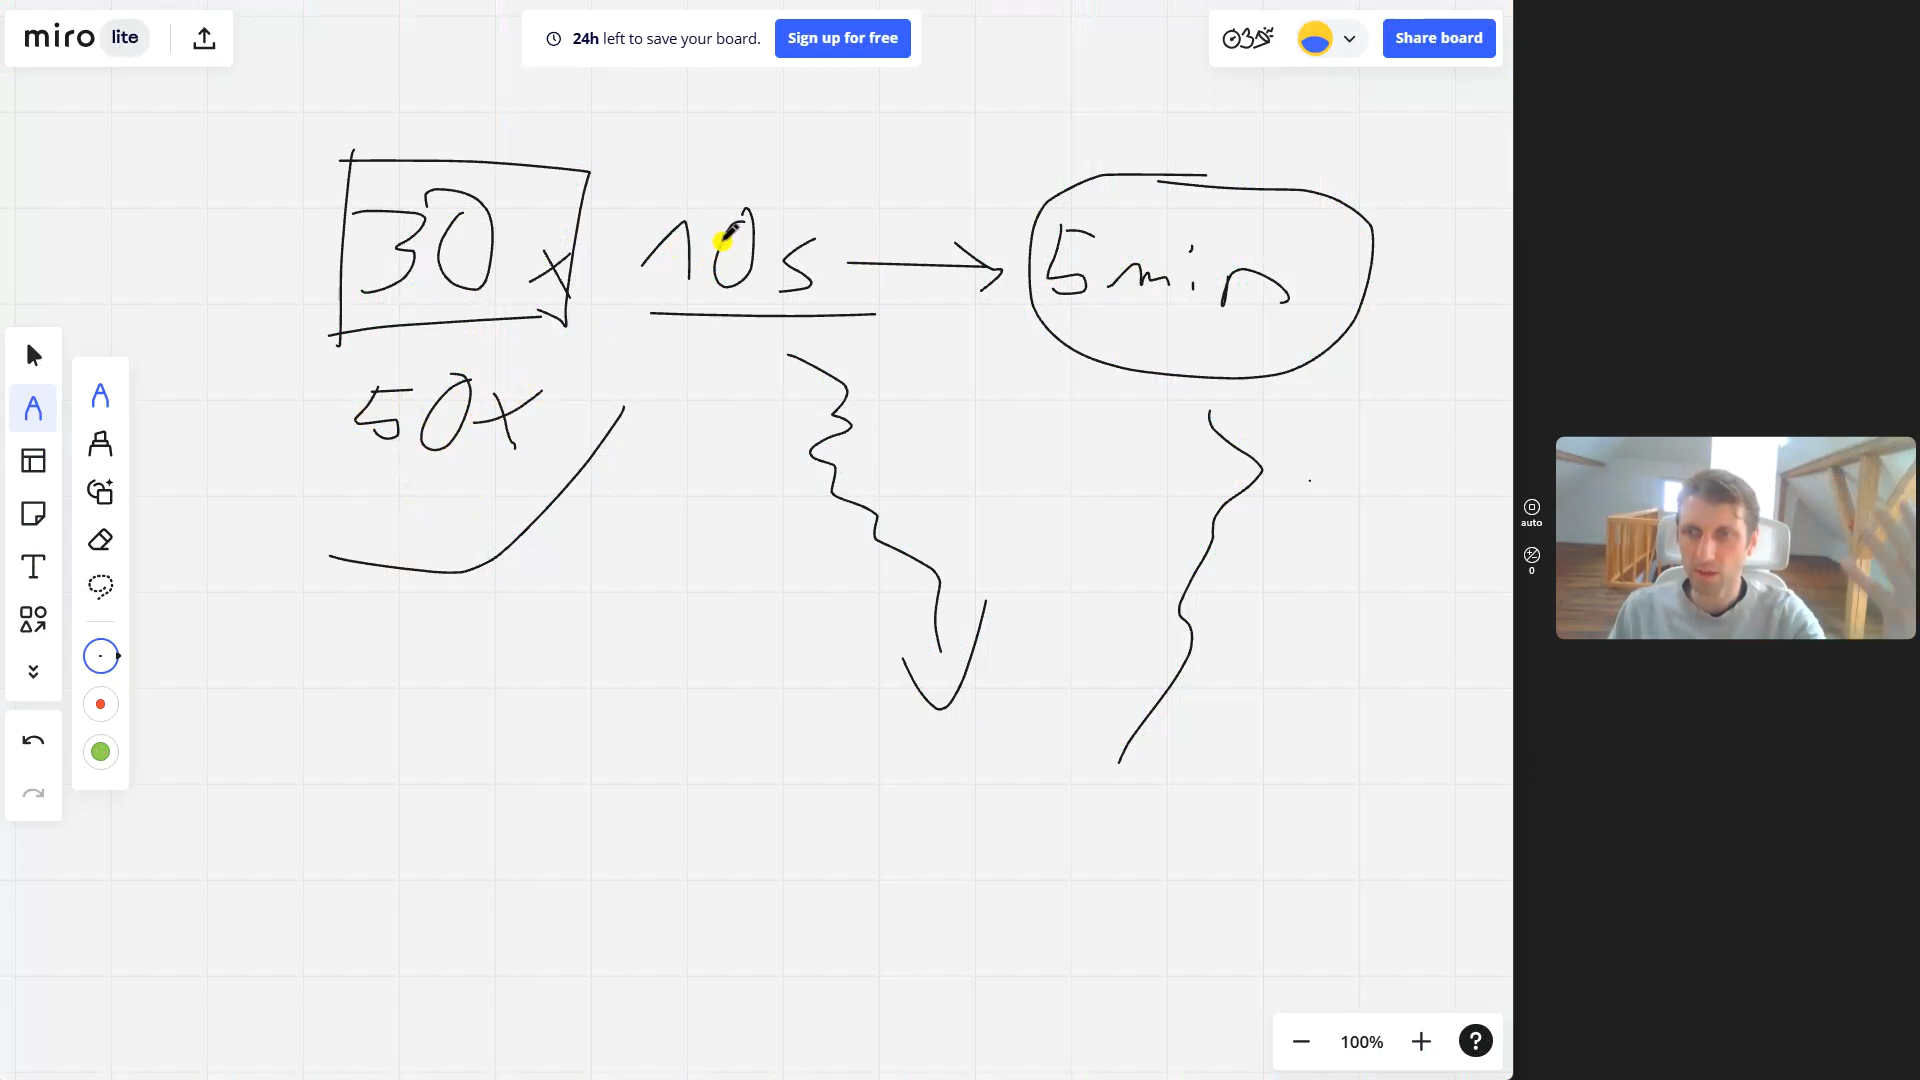 miro lite
24h left to save your board. Sign up for free
Share board
30x 10s → 5min
50x
auto
0
100%